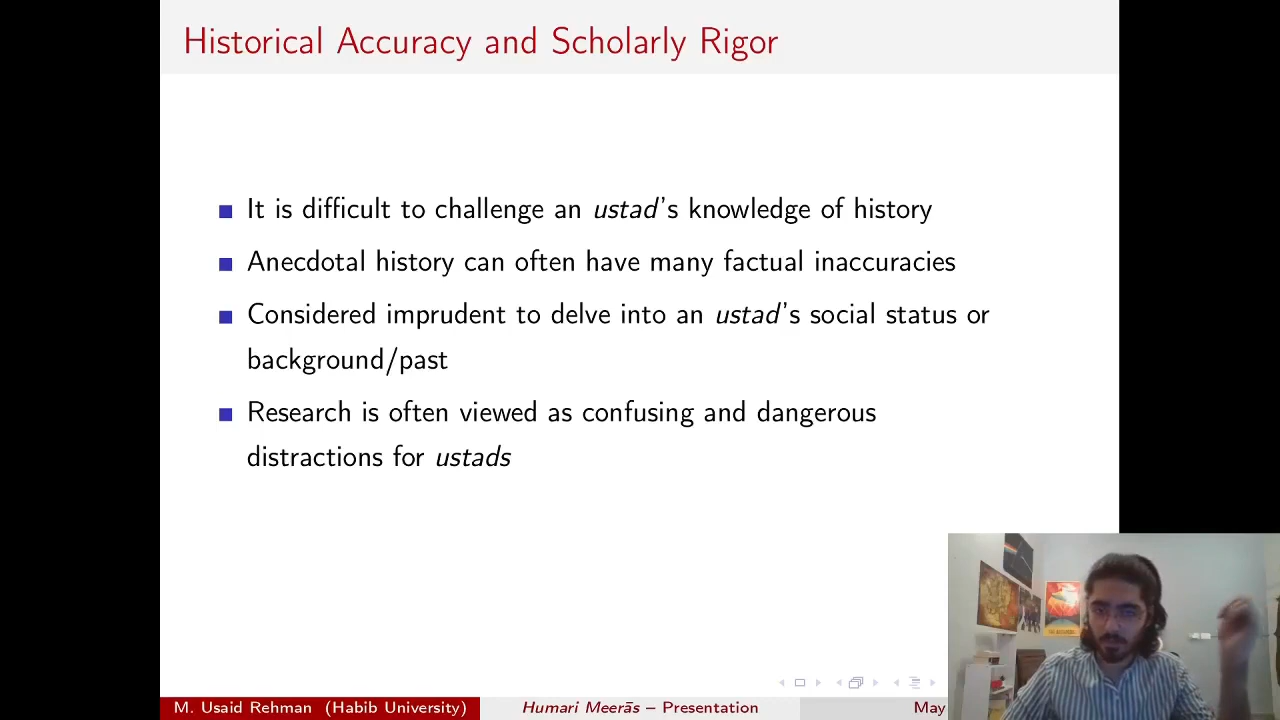 Historical Accuracy and Scholarly Rigor
It is difficult to challenge an ustad's knowledge of history
Anecdotal history can often have many factual inaccuracies
Considered imprudent to delve into an ustad's social status or
background/past
Research is often viewed as confusing and dangerous
distractions for ustads
M. Usaid Rehman (Habib University)
Humari Meerās – Presentation
May